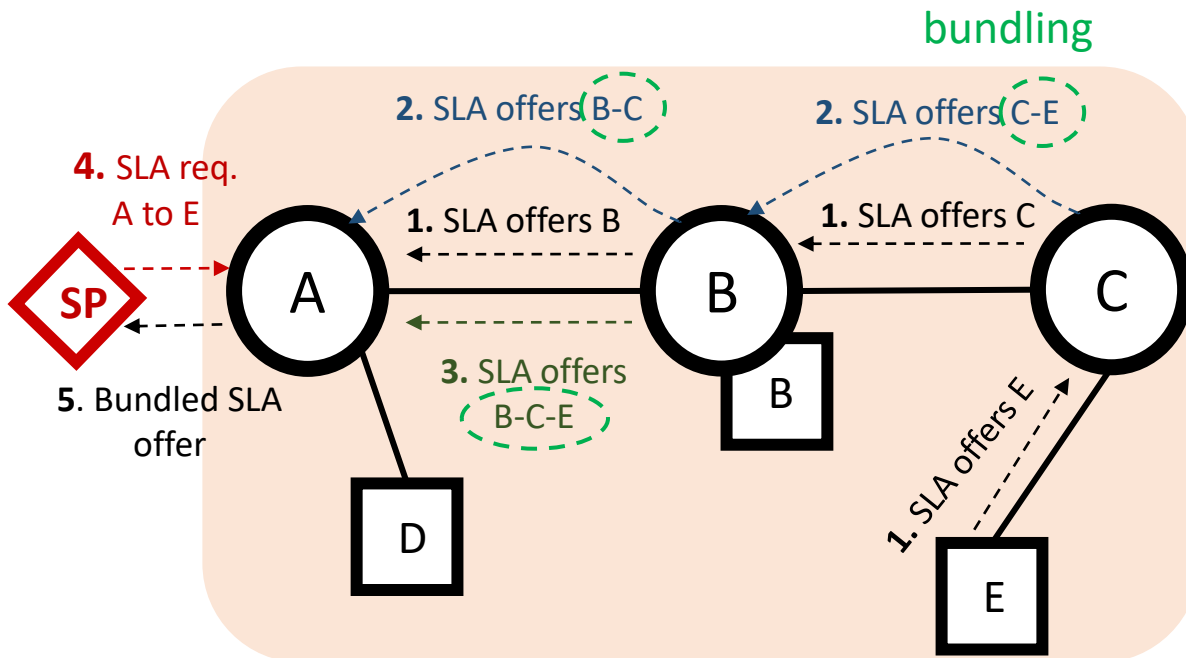 bundling
2. SLA offers B-C
2. SLA offers C-E
4. SLA req.
A to E
1. SLA offers B
1. SLA offers C
SP
A
B
C
3. SLA offers
B-C-E
5. Bundled SLA
offer
B
1. SLA offers E
D
E